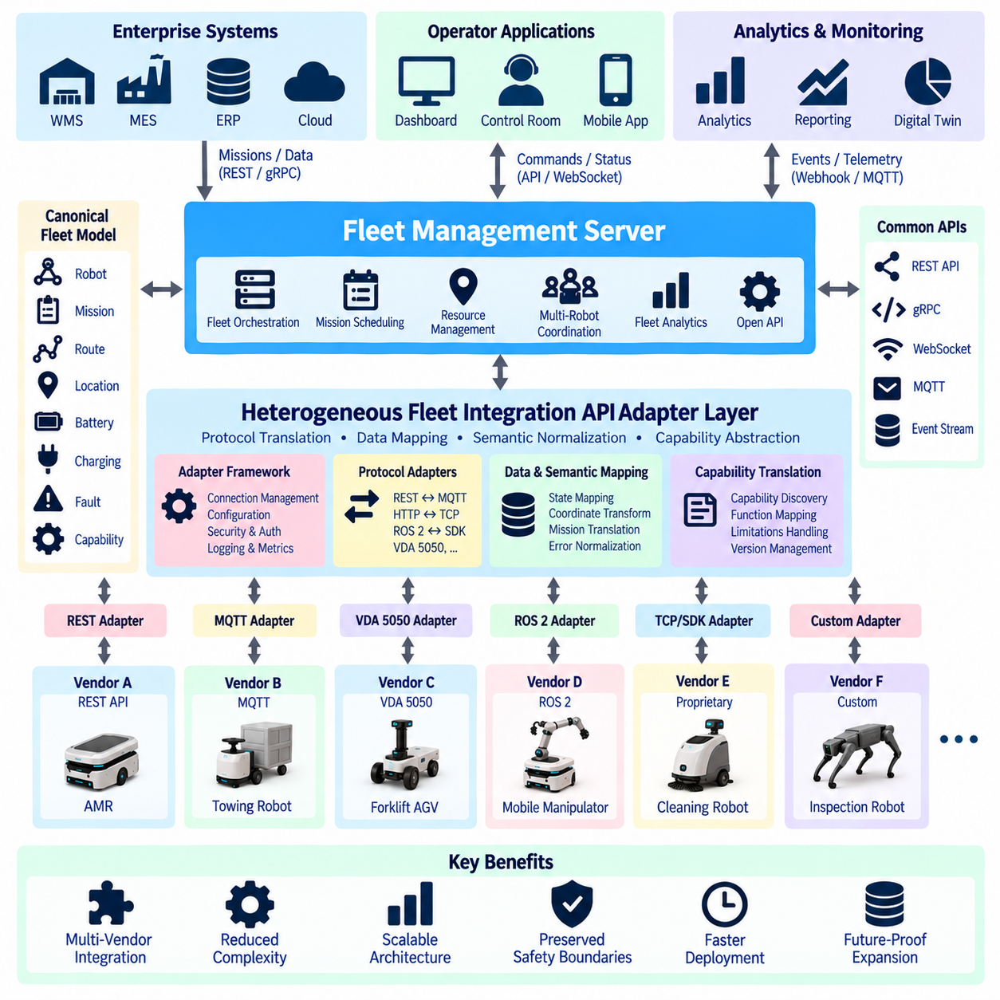 Enterprise Systems
WMS
MES
ERP
Cloud
Operator Applications
Dashboard
Control Room
Mobile App
Analytics & Monitoring
Analytics
Reporting
Digital Twin
Missions / Data
(REST / gRPC)
Commands / Status
(API / WebSocket)
Events / Telemetry
(Webhook / MQTT)
Canonical
Fleet Model
Robot
Mission
Route
Location
Battery
Charging
Fault
Capability
Fleet Management Server
Fleet Orchestration
Mission Scheduling
Resource
Management
Multi-Robot
Coordination
Fleet Analytics
Open API
Common APIs
REST API
gRPC
WebSocket
MQTT
Event Stream
Heterogeneous Fleet Integration API Adapter Layer
Protocol Translation • Data Mapping • Semantic Normalization • Capability Abstraction
Adapter Framework
Connection Management
Configuration
Security & Auth
Logging & Metrics
Protocol Adapters
REST ↔ MQTT
HTTP ↔ TCP
ROS 2 ↔ SDK
VDA 5050, ...
Data & Semantic Mapping
State Mapping
Coordinate Transform
Mission Translation
Error Normalization
Capability Translation
Capability Discovery
Function Mapping
Limitations Handling
Version Management
REST Adapter
MQTT Adapter
VDA 5050 Adapter
ROS 2 Adapter
TCP/SDK Adapter
Custom Adapter
Vendor A
REST API
AMR
Vendor B
MQTT
Towing Robot
Vendor C
VDA 5050
Forklift AGV
Vendor D
ROS 2
Mobile Manipulator
Vendor E
Proprietary
Cleaning Robot
Vendor F
Custom
Inspection Robot
Key Benefits
Multi-Vendor
Integration
Reduced
Complexity
Scalable
Architecture
Preserved
Safety Boundaries
Faster
Deployment
Future-Proof
Expansion